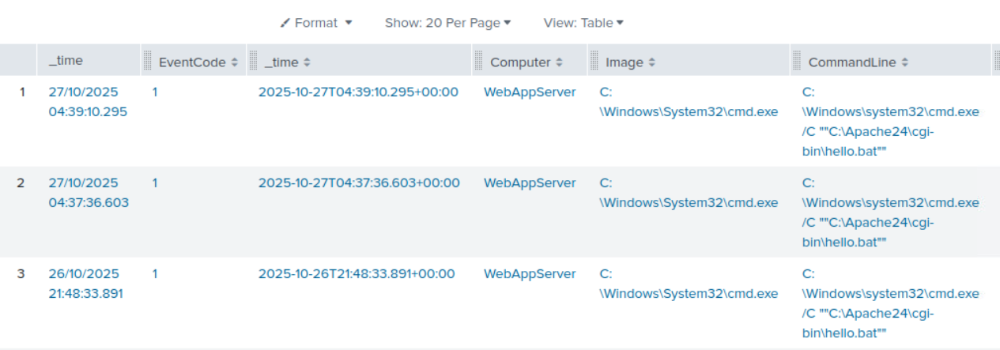 Format Show: 20 Per Page View: Table
_time EventCode _time Computer Image CommandLine
1 27/10/2025 1 2025-10-27T04:39:10.295+00:00 WebAppServer C: C:
04:39:10.295 \Windows\System32\cmd.exe \Windows\system32\cmd.exe
/C ""C:\Apache24\cgi-
bin\hello.bat""
2 27/10/2025 1 2025-10-27T04:37:36.603+00:00 WebAppServer C: C:
04:37:36.603 \Windows\System32\cmd.exe \Windows\system32\cmd.exe
/C ""C:\Apache24\cgi-
bin\hello.bat""
3 26/10/2025 1 2025-10-26T21:48:33.891+00:00 WebAppServer C: C:
21:48:33.891 \Windows\System32\cmd.exe \Windows\system32\cmd.exe
/C ""C:\Apache24\cgi-
bin\hello.bat""